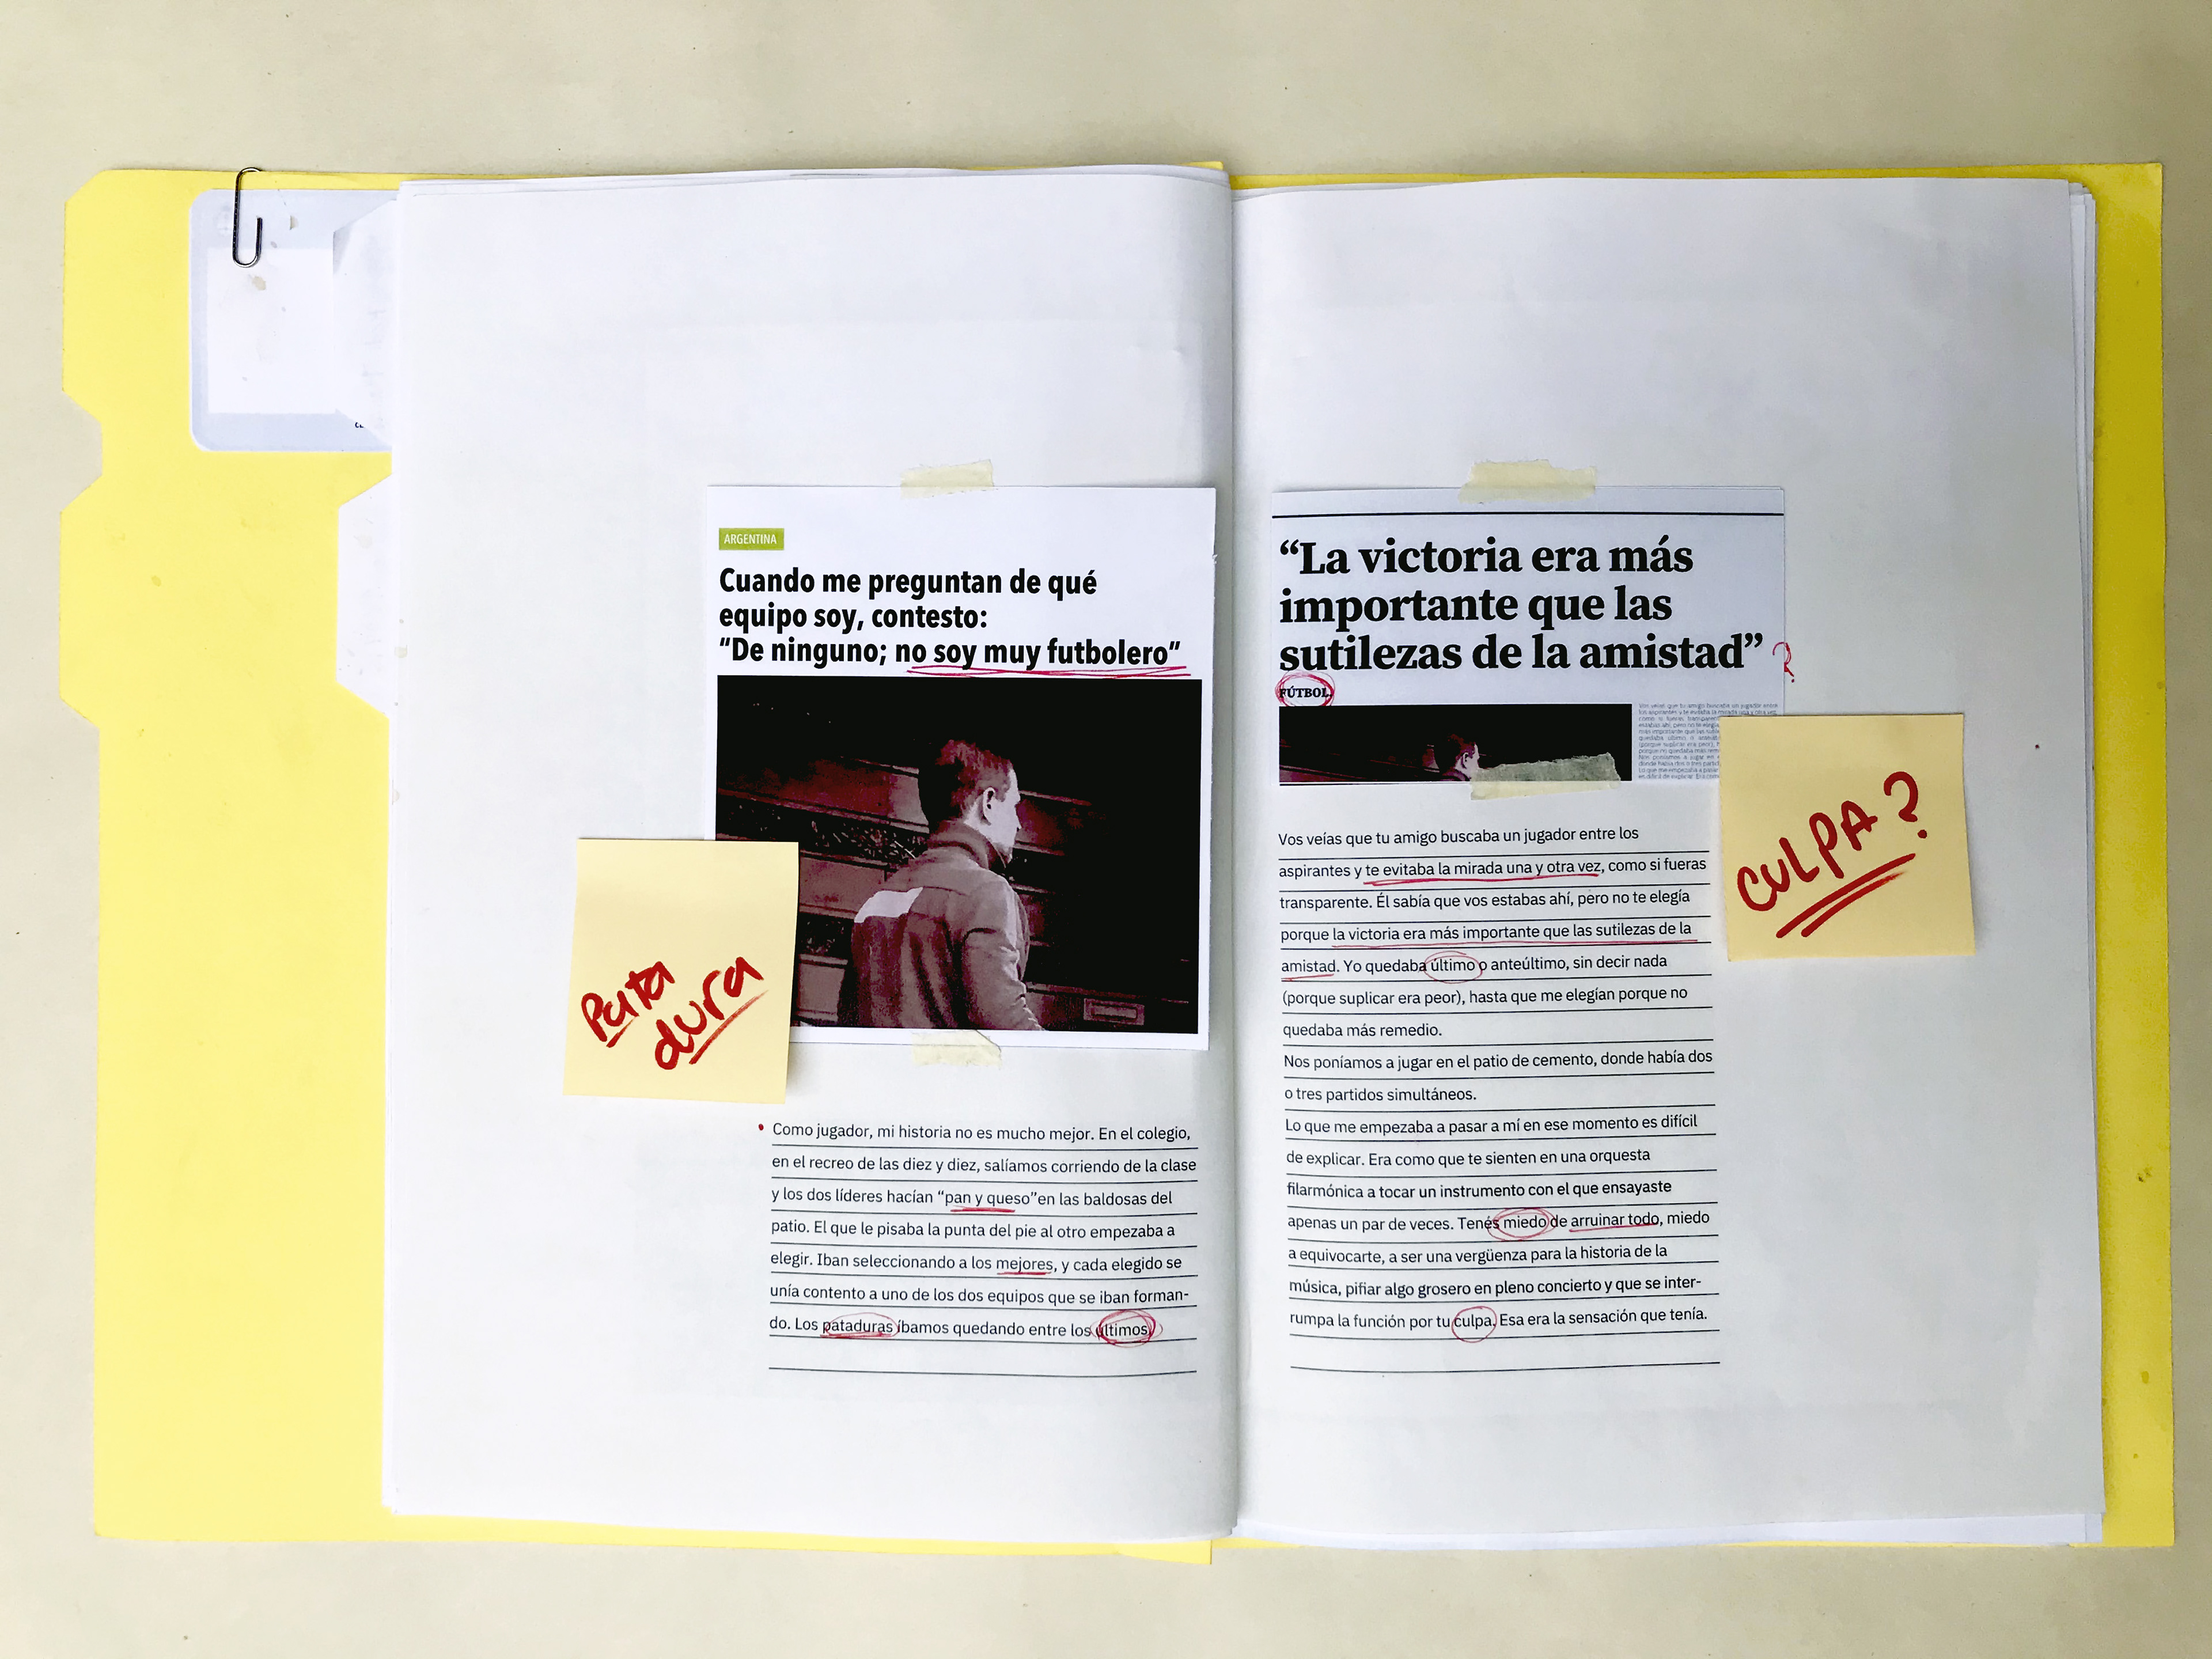 ARGENTINA
Cuando me preguntan de qué
equipo soy, contesto:
“De ninguno; no soy muy futbolero”
Pata
dura
Como jugador, mi historia no es mucho mejor. En el colegio,
en el recreo de las diez y diez, salíamos corriendo de la clase
y los dos líderes hacían “pan y queso”en las baldosas del
patio. El que le pisaba la punta del pie al otro empezaba a
elegir. Iban seleccionando a los mejores, y cada elegido se
unía contento a uno de los dos equipos que se iban forman-
do. Los pataduras íbamos quedando entre los últimos
“La victoria era más
importante que las
sutilezas de la amistad” ?
FÚTBOL
CULPA?
Vos veías que tu amigo buscaba un jugador entre los
aspirantes y te evitaba la mirada una y otra vez, como si fueras
transparente. Él sabía que vos estabas ahí, pero no te elegía
porque la victoria era más importante que las sutilezas de la
amistad. Yo quedaba último o anteúltimo, sin decir nada
(porque suplicar era peor), hasta que me elegían porque no
quedaba más remedio.
Nos poníamos a jugar en el patio de cemento, donde había dos
o tres partidos simultáneos.
Lo que me empezaba a pasar a mí en ese momento es difícil
de explicar. Era como que te sienten en una orquesta
filarmónica a tocar un instrumento con el que ensayaste
apenas un par de veces. Tenés miedo de arruinar todo, miedo
a equivocarte, a ser una vergüenza para la historia de la
música, pifiar algo grosero en pleno concierto y que se inter-
rumpa la función por tu culpa. Esa era la sensación que tenía.